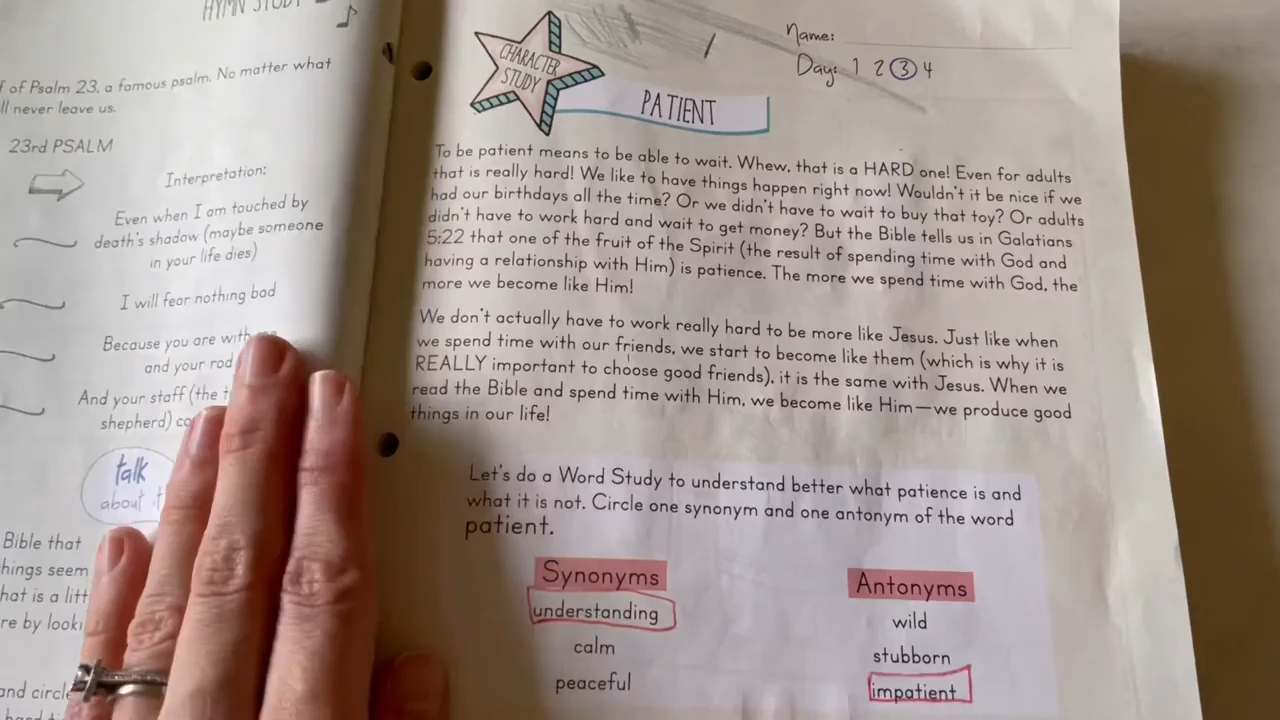 HYMN STUDY
of Psalm 23, a famous psalm. No matter what
ll never leave us.
23rd PSALM
Interpretation:
Even when I am touched by
death's shadow (maybe someone
in your life dies)
I will fear nothing bad
Because you are with
and your rod
And your staff (the
shepherd)
talk
about
Bible that
hings seem
hat is a
re by
and circle
CHARACTER
STUDY
Name:
Day: 1 2 3 4
PATIENT
To be patient means to be able to wait. Whew, that is a HARD one! Even for adults
that is really hard! We like to have things happen right now! Wouldn't it be nice if we
had our birthdays all the time? Or we didn't have to wait to buy that toy? Or adults
didn't have to work hard and wait to get money? But the Bible tells us in Galatians
5:22 that one of the fruit of the Spirit (the result of spending time with God and
having a relationship with Him) is patience. The more we spend time with God, the
more we become like Him!
We don't actually have to work really hard to be more like Jesus. Just like when
we spend time with our friends, we start to become like them (which is why it is
REALLY important to choose good friends), it is the same with Jesus. When we
read the Bible and spend time with Him, we become like Him—we produce good
things in our life!
Let's do a Word Study to understand better what patience is and
what it is not. Circle one synonym and one antonym of the word
patient.
Synonyms
understanding
calm
peaceful
Antonyms
wild
stubborn
impatient